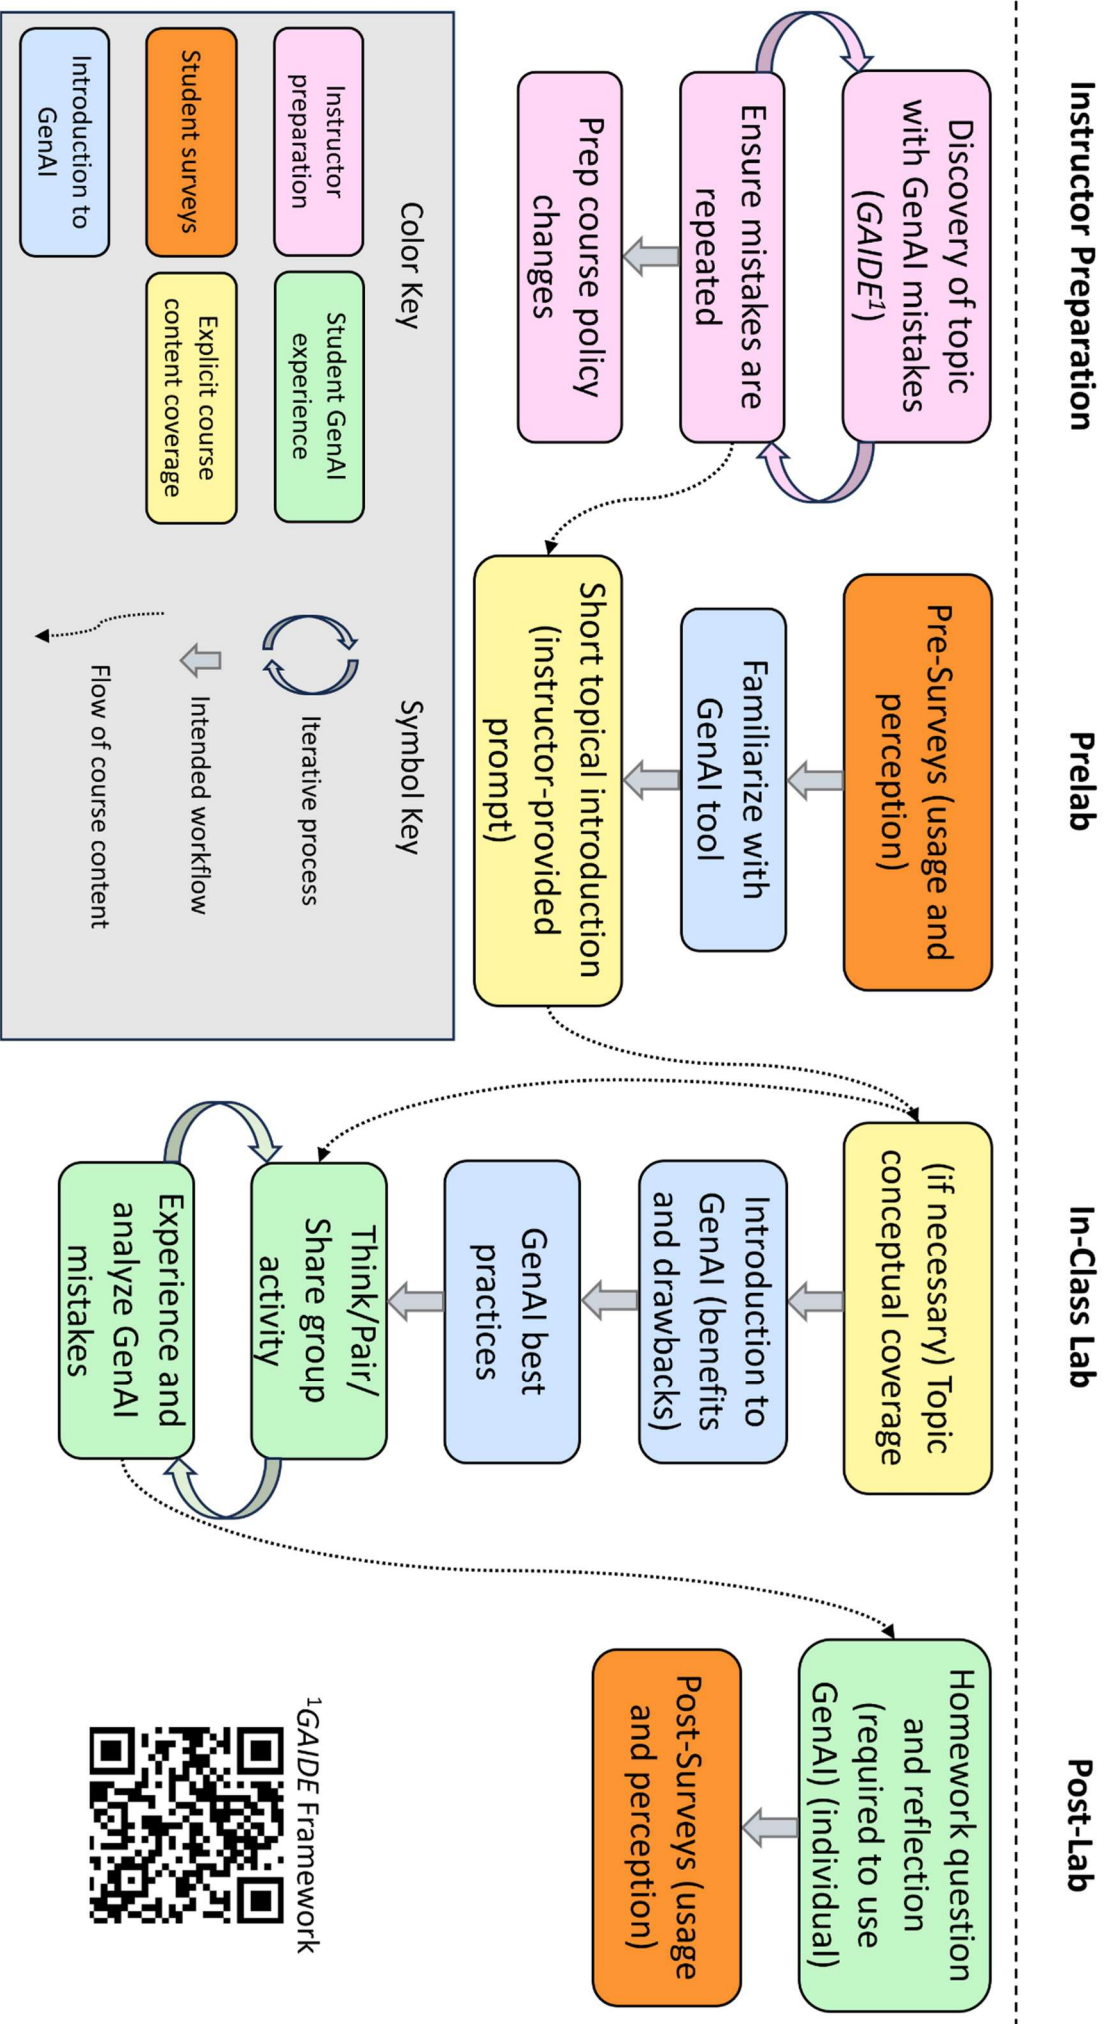 Instructor Preparation
Discovery of topic
with GenAI mistakes
(GAIDE¹)
Ensure mistakes are
repeated
Prep course policy
changes
Prelab
Pre-Surveys (usage and
perception)
Familiarize with
GenAI tool
Short topical introduction
(instructor-provided
prompt)
In-Class Lab
(if necessary) Topic
conceptual coverage
Introduction to
GenAI (benefits
and drawbacks)
GenAI best
practices
Think/Pair/
Share group
activity
Experience and
analyze GenAI
mistakes
Post-Lab
Homework question
and reflection
(required to use
GenAI) (individual)
Post-Surveys (usage
and perception)
Color Key
Instructor
preparation
Student GenAI
experience
Student surveys
Explicit course
content coverage
Introduction to
GenAI
Symbol Key
Iterative process
Intended workflow
Flow of course content
¹GAIDE Framework